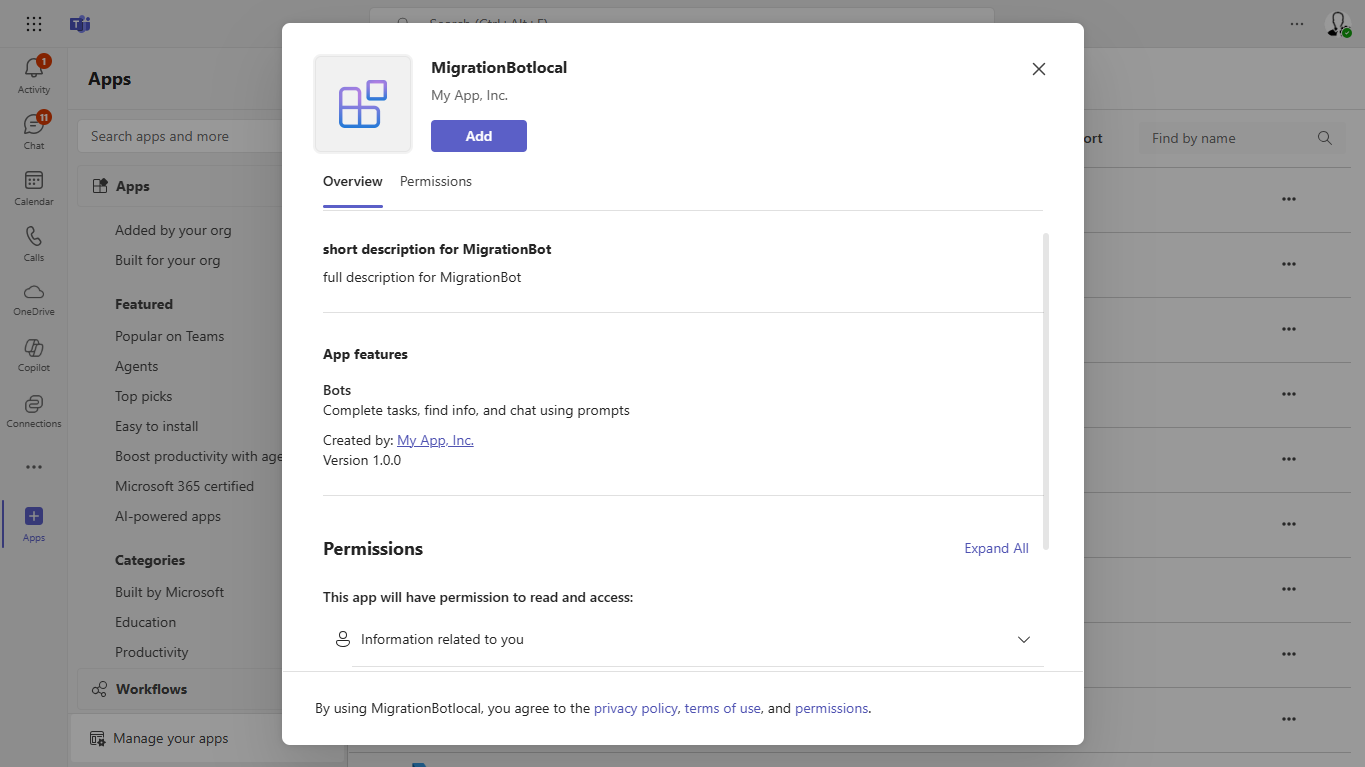 Search (Ctrl+Alt+E)
1
Activity
11
Chat
Calendar
Calls
OneDrive
Copilot
Connections
Apps
Apps
Search apps and more
Apps
Added by your org
Built for your org
Featured
Popular on Teams
Agents
Top picks
Easy to install
Boost productivity with age
Microsoft 365 certified
AI-powered apps
Categories
Built by Microsoft
Education
Productivity
Workflows
Manage your apps
ort
Find by name
MigrationBotlocal
My App, Inc.
Add
Overview Permissions
short description for MigrationBot
full description for MigrationBot
App features
Bots
Complete tasks, find info, and chat using prompts
Created by: My App, Inc.
Version 1.0.0
Permissions
Expand All
This app will have permission to read and access:
Information related to you
By using MigrationBotlocal, you agree to the privacy policy, terms of use, and permissions.